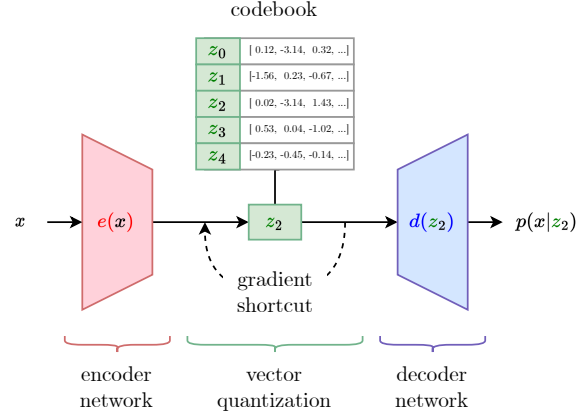 codebook
z₀ [ 0.12, -3.14, 0.32, ...]
z₁ [-1.56, 0.23, -0.67, ...]
z₂ [ 0.02, -3.14, 1.43, ...]
z₃ [ 0.53, 0.04, -1.02, ...]
z₄ [-0.23, -0.45, -0.14, ...]
x e(x) z₂ d(z₂) p(x|z₂)
gradient
shortcut
encoder
network
vector
quantization
decoder
network